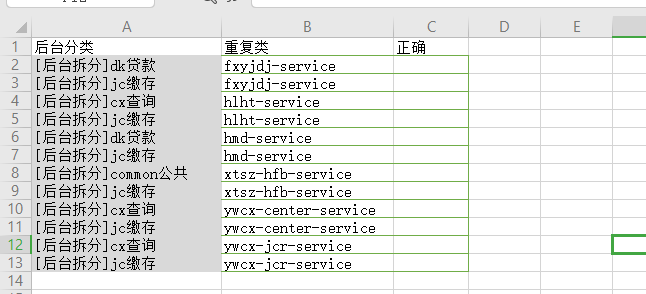 A B C D E
1 后台分类 重复类 正确
2 [后台拆分]dk贷款 fxyjdj-service
3 [后台拆分]jc缴存 fxyjdj-service
4 [后台拆分]cx查询 hlht-service
5 [后台拆分]jc缴存 hlht-service
6 [后台拆分]dk贷款 hmd-service
7 [后台拆分]jc缴存 hmd-service
8 [后台拆分]common公共 xtsz-hfb-service
9 [后台拆分]jc缴存 xtsz-hfb-service
10 [后台拆分]cx查询 ywcx-center-service
11 [后台拆分]jc缴存 ywcx-center-service
12 [后台拆分]cx查询 ywcx-jcr-service
13 [后台拆分]jc缴存 ywcx-jcr-service
14